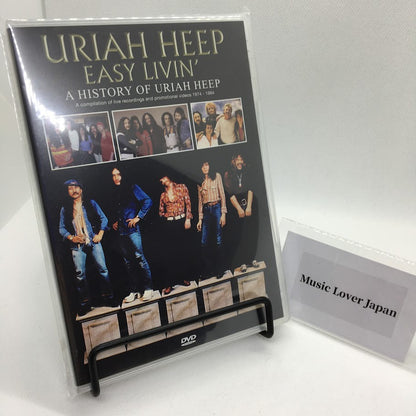 URIAH HEEP
EASY LIVIN'
A HISTORY OF URIAH HEEP
A compilation of live recordings and promotional videos 1974 - 1984
DVD
Music Lover Japan